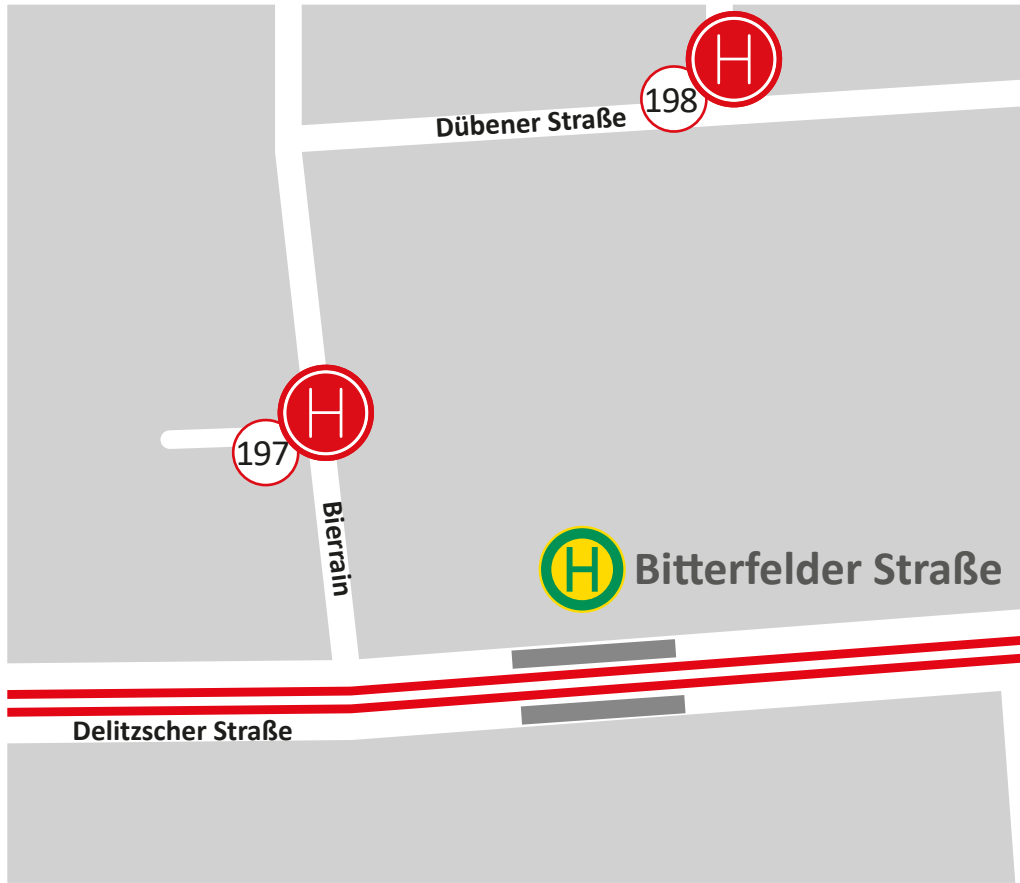 H
198
Dübener Straße
H
197
Bierrain
H Bitterfelder Straße
Delitzscher Straße